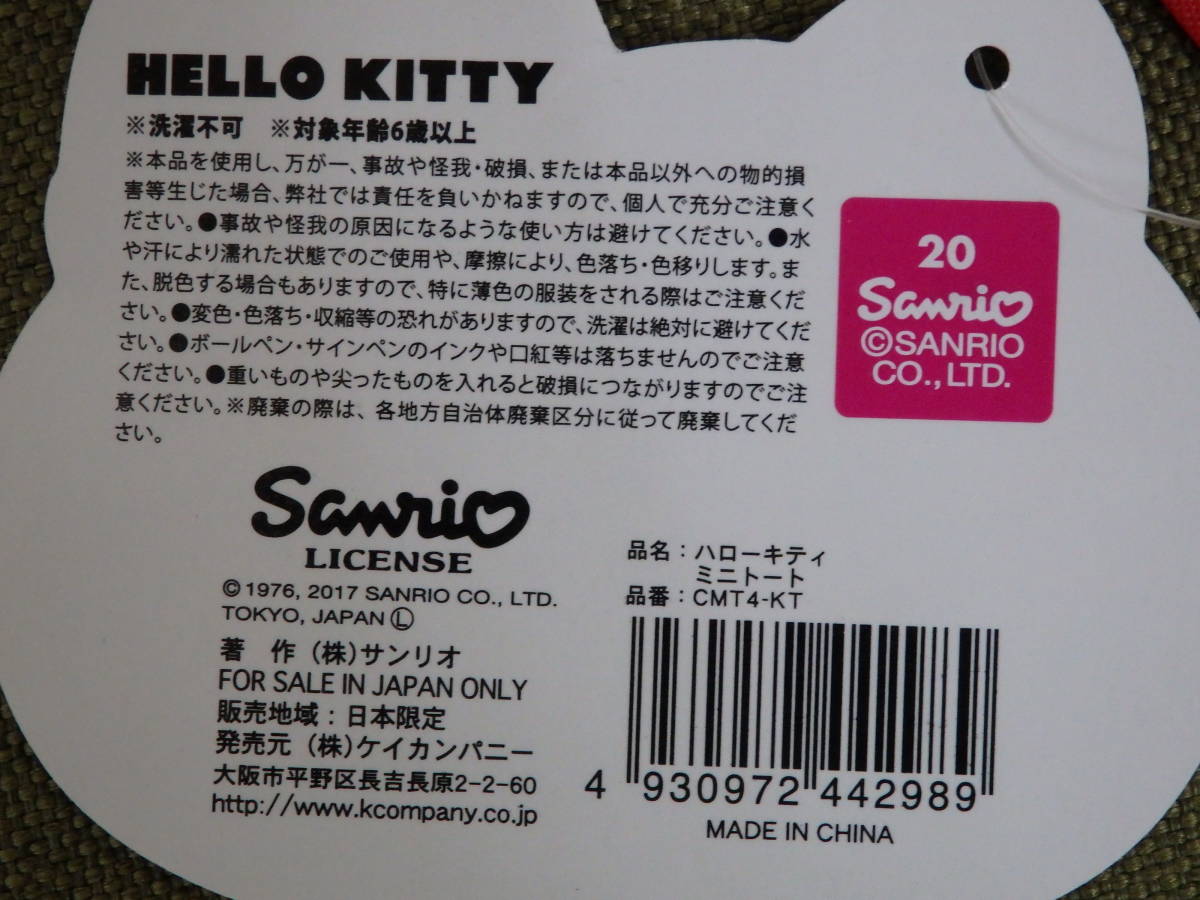 HELLO KITTY
※洗濯不可　※対象年齢6歳以上
※本品を使用し、万が一、事故や怪我・破損、または本品以外への物的損
害等生じた場合、弊社では責任を負いかねますので、個人で充分ご注意く
ださい。●事故や怪我の原因になるような使い方は避けてください。●水
や汗により濡れた状態でのご使用や、摩擦により、色落ち・色移りします。ま
た、脱色する場合もありますので、特に薄色の服装をされる際はご注意くだ
さい。●変色・色落ち・収縮等の恐れがありますので、洗濯は絶対に避けてくだ
さい。●ボールペン・サインペンのインクや口紅等は落ちませんのでご注意
ください。●重いものや尖ったものを入れると破損につながりますのでご注
意ください。※廃棄の際は、各地方自治体廃棄区分に従って廃棄してくだ
さい。
20
Sanrio
©SANRIO
CO.,LTD.
Sanrio
LICENSE
© 1976, 2017 SANRIO CO., LTD.
TOKYO, JAPAN Ⓛ
著　作（株）サンリオ
FOR SALE IN JAPAN ONLY
販売地域：日本限定
発売元（株）ケイカンパニー
大阪市平野区長吉長原2-2-60
http://www.kcompany.co.jp
品名：ハローキティ
ミニトート
品番：CMT4-KT
4 930972 442989
MADE IN CHINA